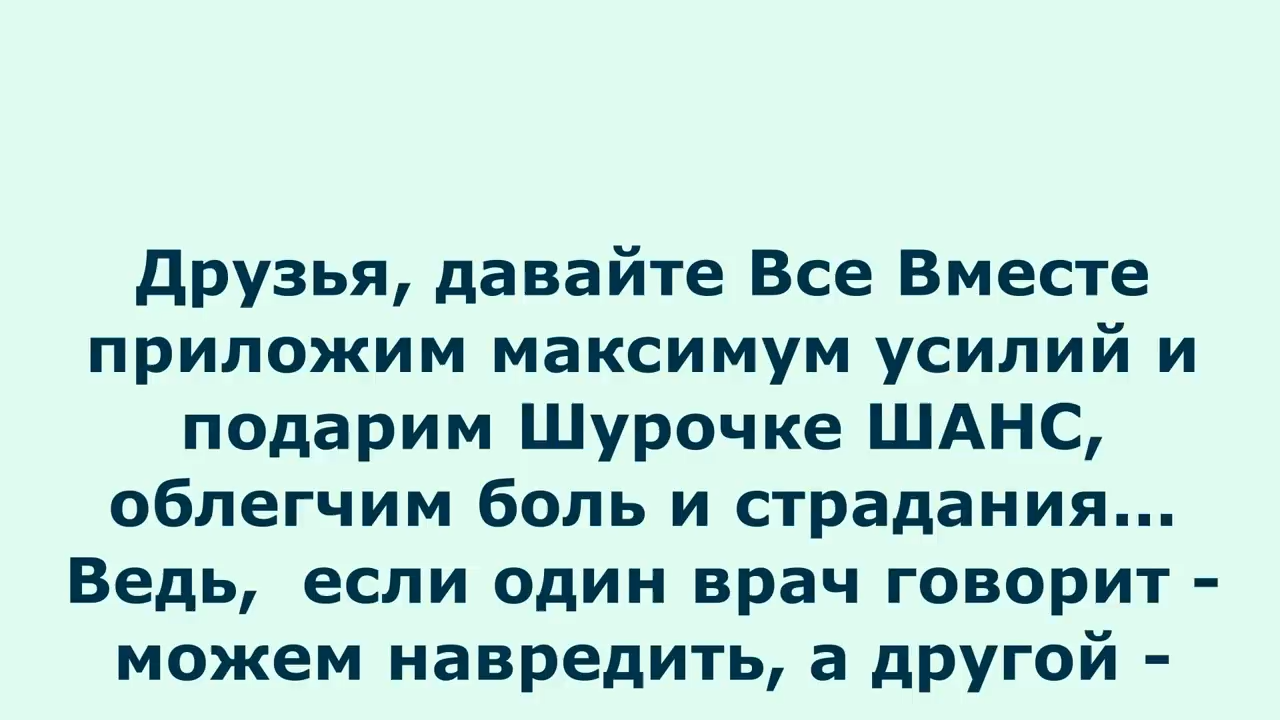 Друзья, давайте Все Вместе
приложим максимум усилий и
подарим Шурочке ШАНС,
облегчим боль и страдания...
Ведь,  если один врач говорит -
можем навредить, а другой -